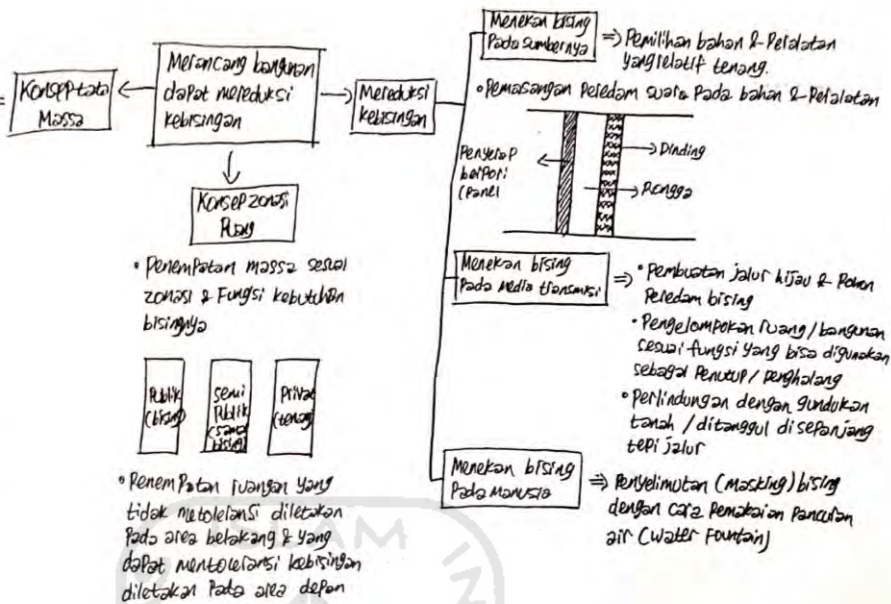 =
Konsep tata
Massa
Merancang bangunan
dapat mereduksi
kebisingan
Mereduksi
kebisingan
Konsep zonasi
Ruang
• Penempatan massa sesuai
zonasi & Fungsi kebutuhan
bisingnya
Publik
(bising)
semi
Publik
bising)
Privat
(tenang)
• Penempatan ruangan yang
tidak metoleransi diletakan
Pada area belakang & yang
dapat mentoleransi kebisingan
diletakan Pada area depan
Menekan bising
Pada sumbernya
⇒ Pemilihan bahan & Peralatan
yang relatif tenang.
• Pemasangan Peredam suara Pada bahan & Peralatan
Penyerap
berpori
(Panel
Dinding
Rongga
Menekan bising
Pada Media transmisi
⇒ • Pembuatan jalur hijau & Pohon
Peredam bising
• Pengelompokan ruang/bangunan
sesuai fungsi yang bisa digunakan
sebagai Penutup/Penghalang
• Perlindungan dengan gundukan
tanah / ditanggul disepanjang
tepi jalur
Menekan bising
Pada Manusia
⇒ Penyelimutan (masking) bising
dengan cara Pemakaian Pancuran
air (Water Fountain)
ISLAM IN